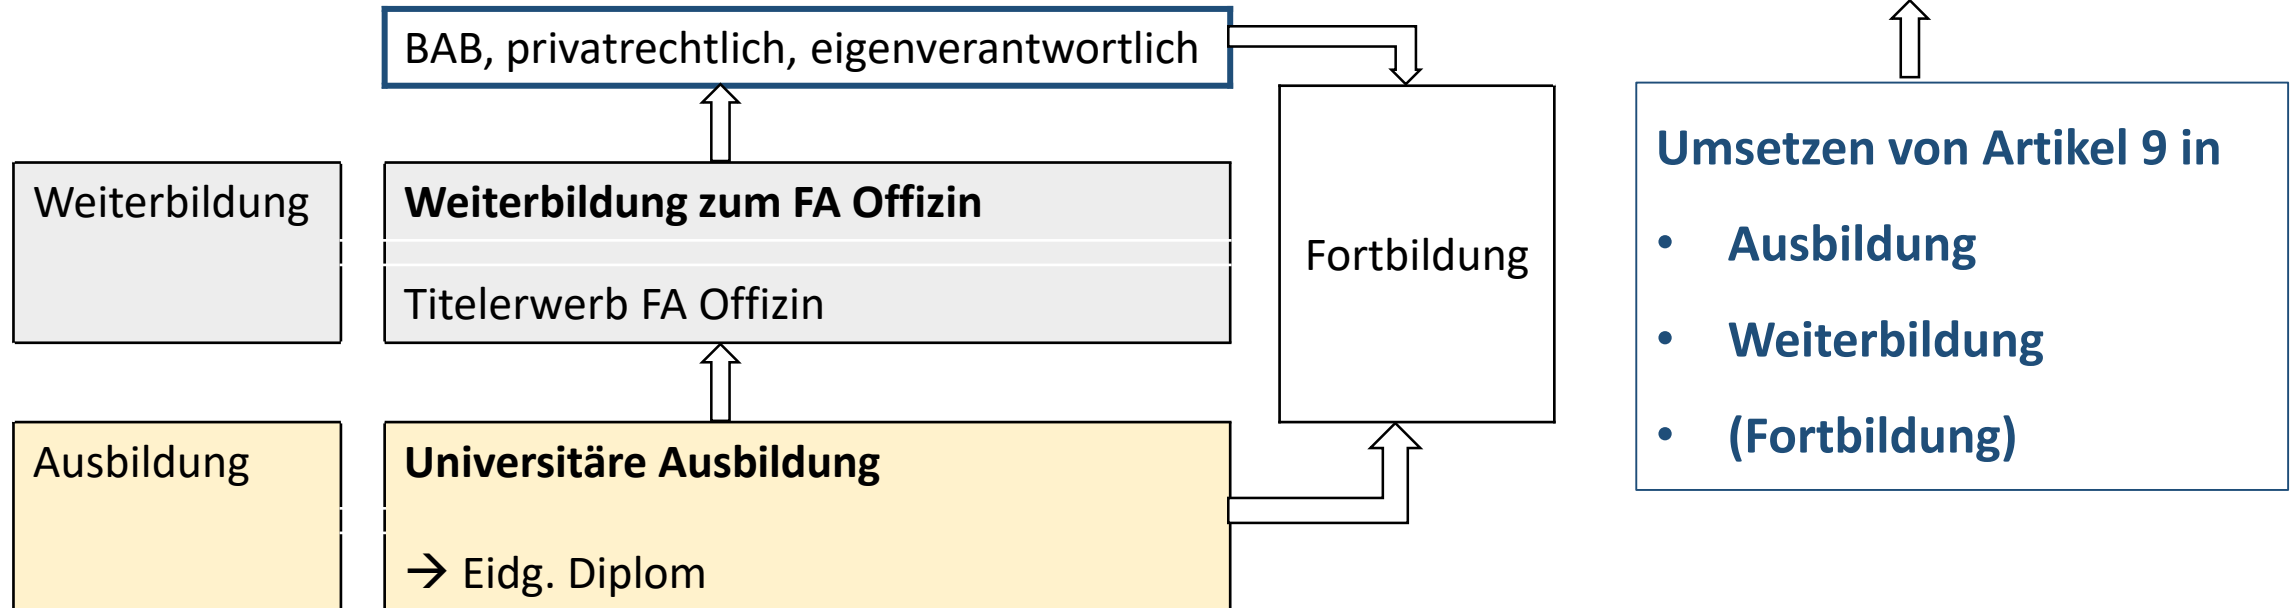 BAB, privatrechtlich, eigenverantwortlich
Weiterbildung
Weiterbildung zum FA Offizin
Titelerwerb FA Offizin
Ausbildung
Universitäre Ausbildung
→ Eidg. Diplom
Fortbildung
Umsetzen von Artikel 9 in
• Ausbildung
• Weiterbildung
• (Fortbildung)